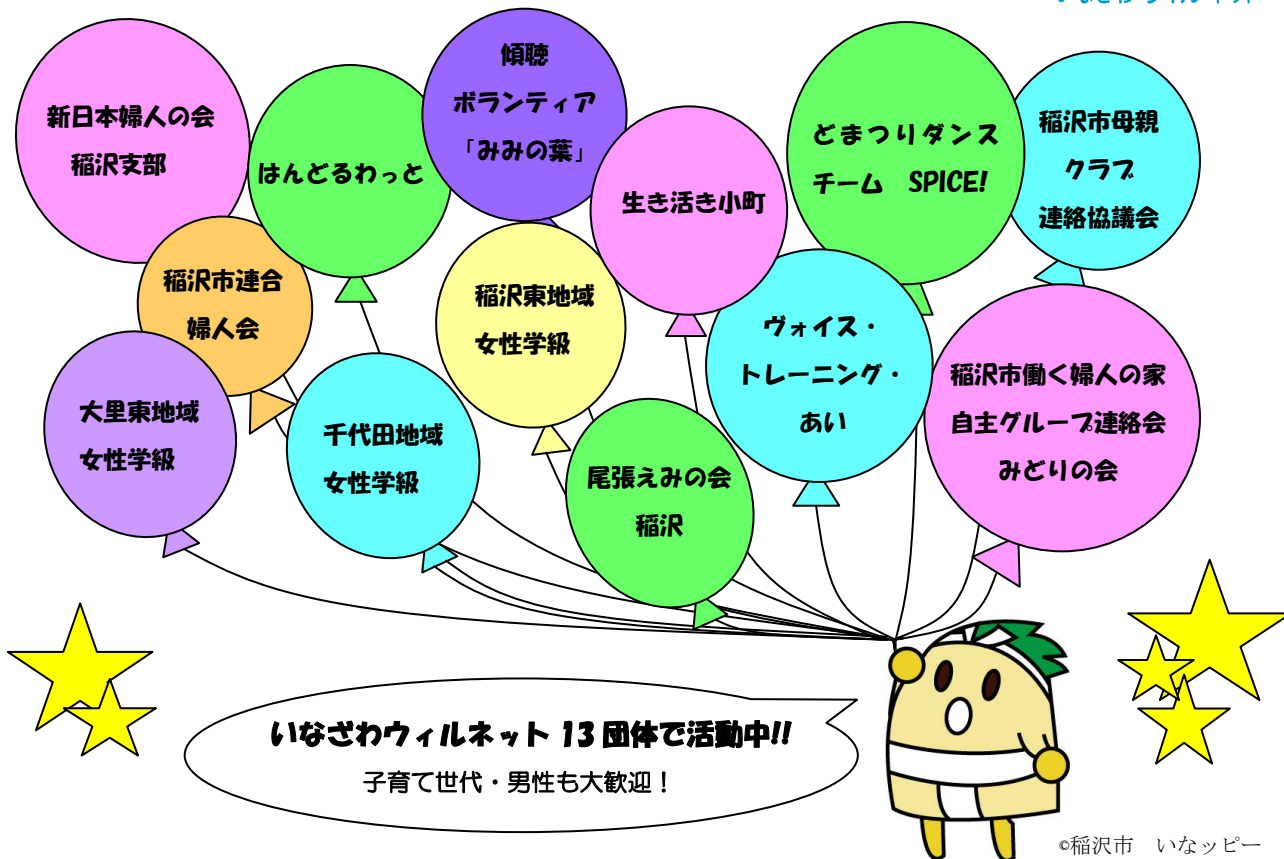 新日本婦人の会
稲沢支部
はんどるわっと
傾聴
ボランティア
「みみの葉」
生き活き小町
どまつりダンス
チーム　SPICE!
稲沢市母親
クラブ
連絡協議会
稲沢市連合
婦人会
稲沢東地域
女性学級
ヴォイス・
トレーニング・
あい
稲沢市働く婦人の家
自主グループ連絡会
みどりの会
大里東地域
女性学級
千代田地域
女性学級
尾張えみの会
稲沢
いなざわウィルネット 13 団体で活動中!!
子育て世代・男性も大歓迎！
©稲沢市　いなッピー